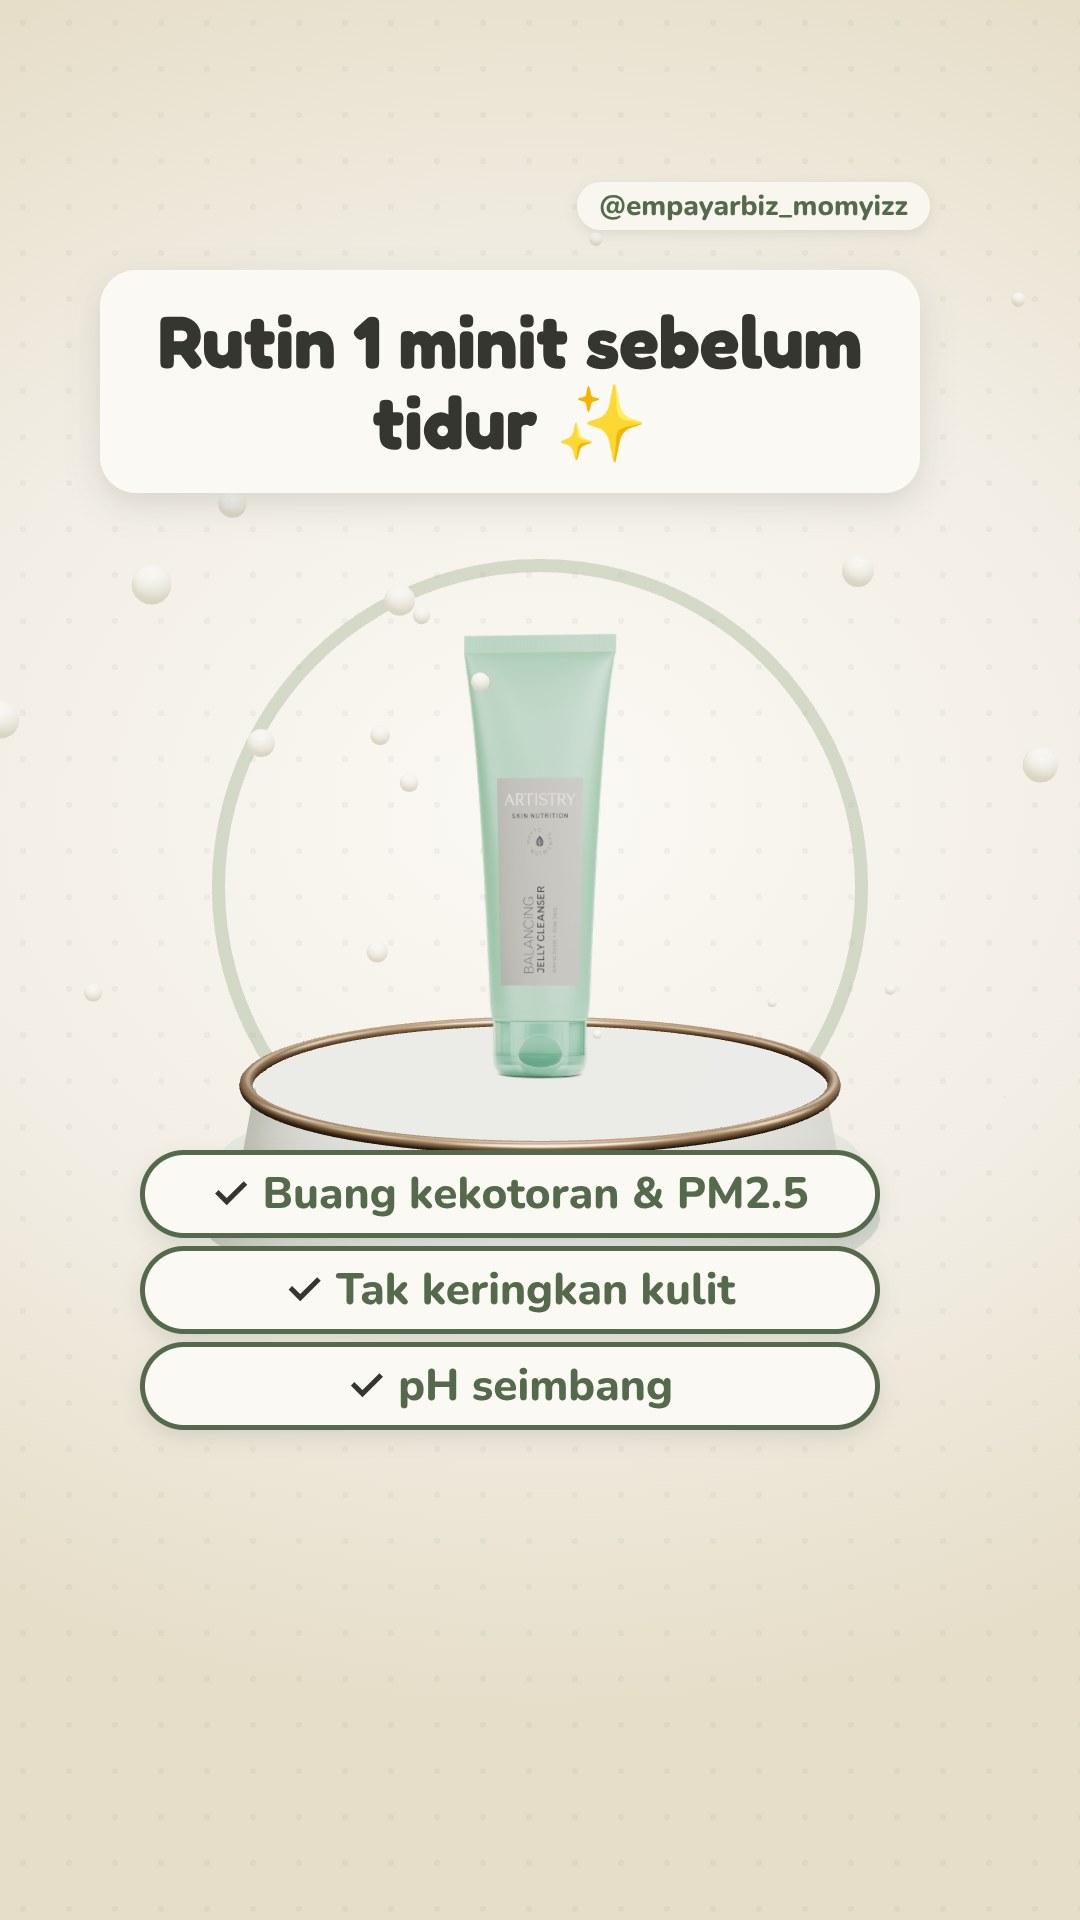 @empayarbiz_momyizz
Rutin 1 minit sebelum
tidur ✨
ARTISTRY
SKIN NUTRITION
BALANCING
JELLY CLEANSER
✓ Buang kekotoran & PM2.5
✓ Tak keringkan kulit
✓ pH seimbang